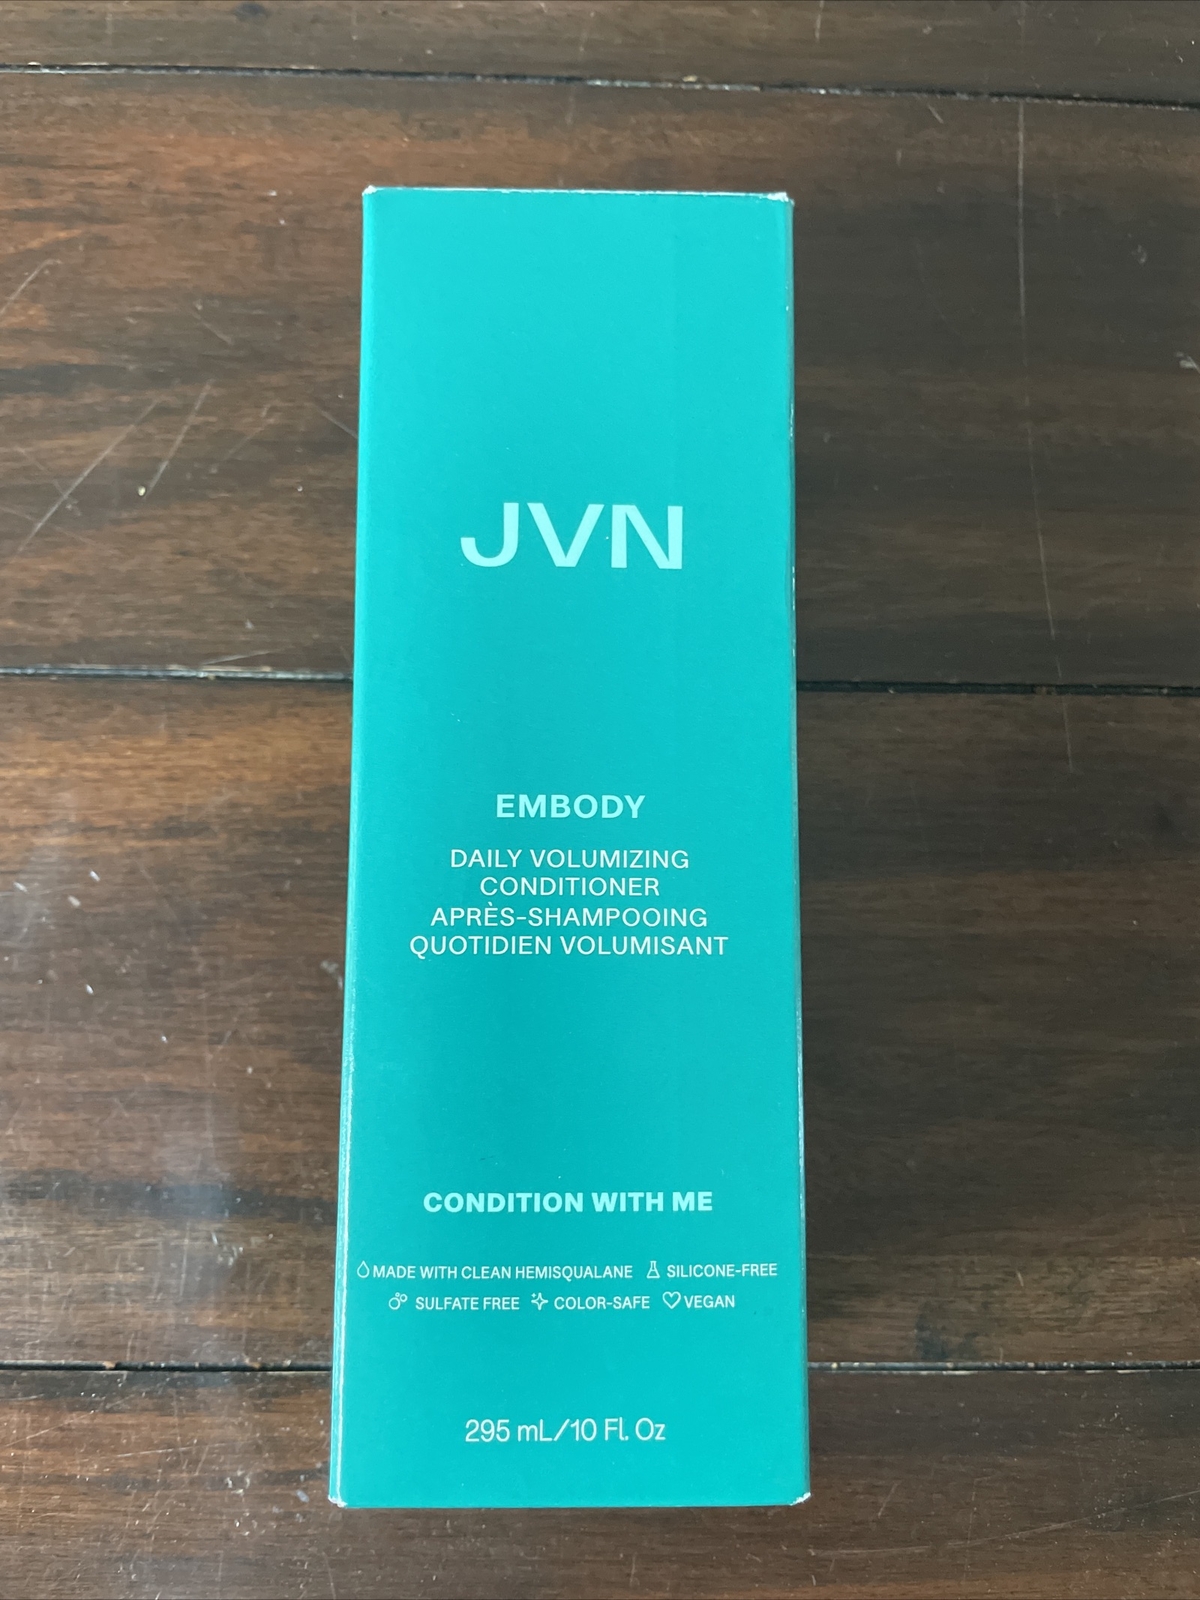 JVN
EMBODY
DAILY VOLUMIZING
CONDITIONER
APRÈS-SHAMPOOING
QUOTIDIEN VOLUMISANT
CONDITION WITH ME
MADE WITH CLEAN HEMISQUALANE SILICONE-FREE
SULFATE FREE COLOR-SAFE VEGAN
295 mL/10 Fl. Oz